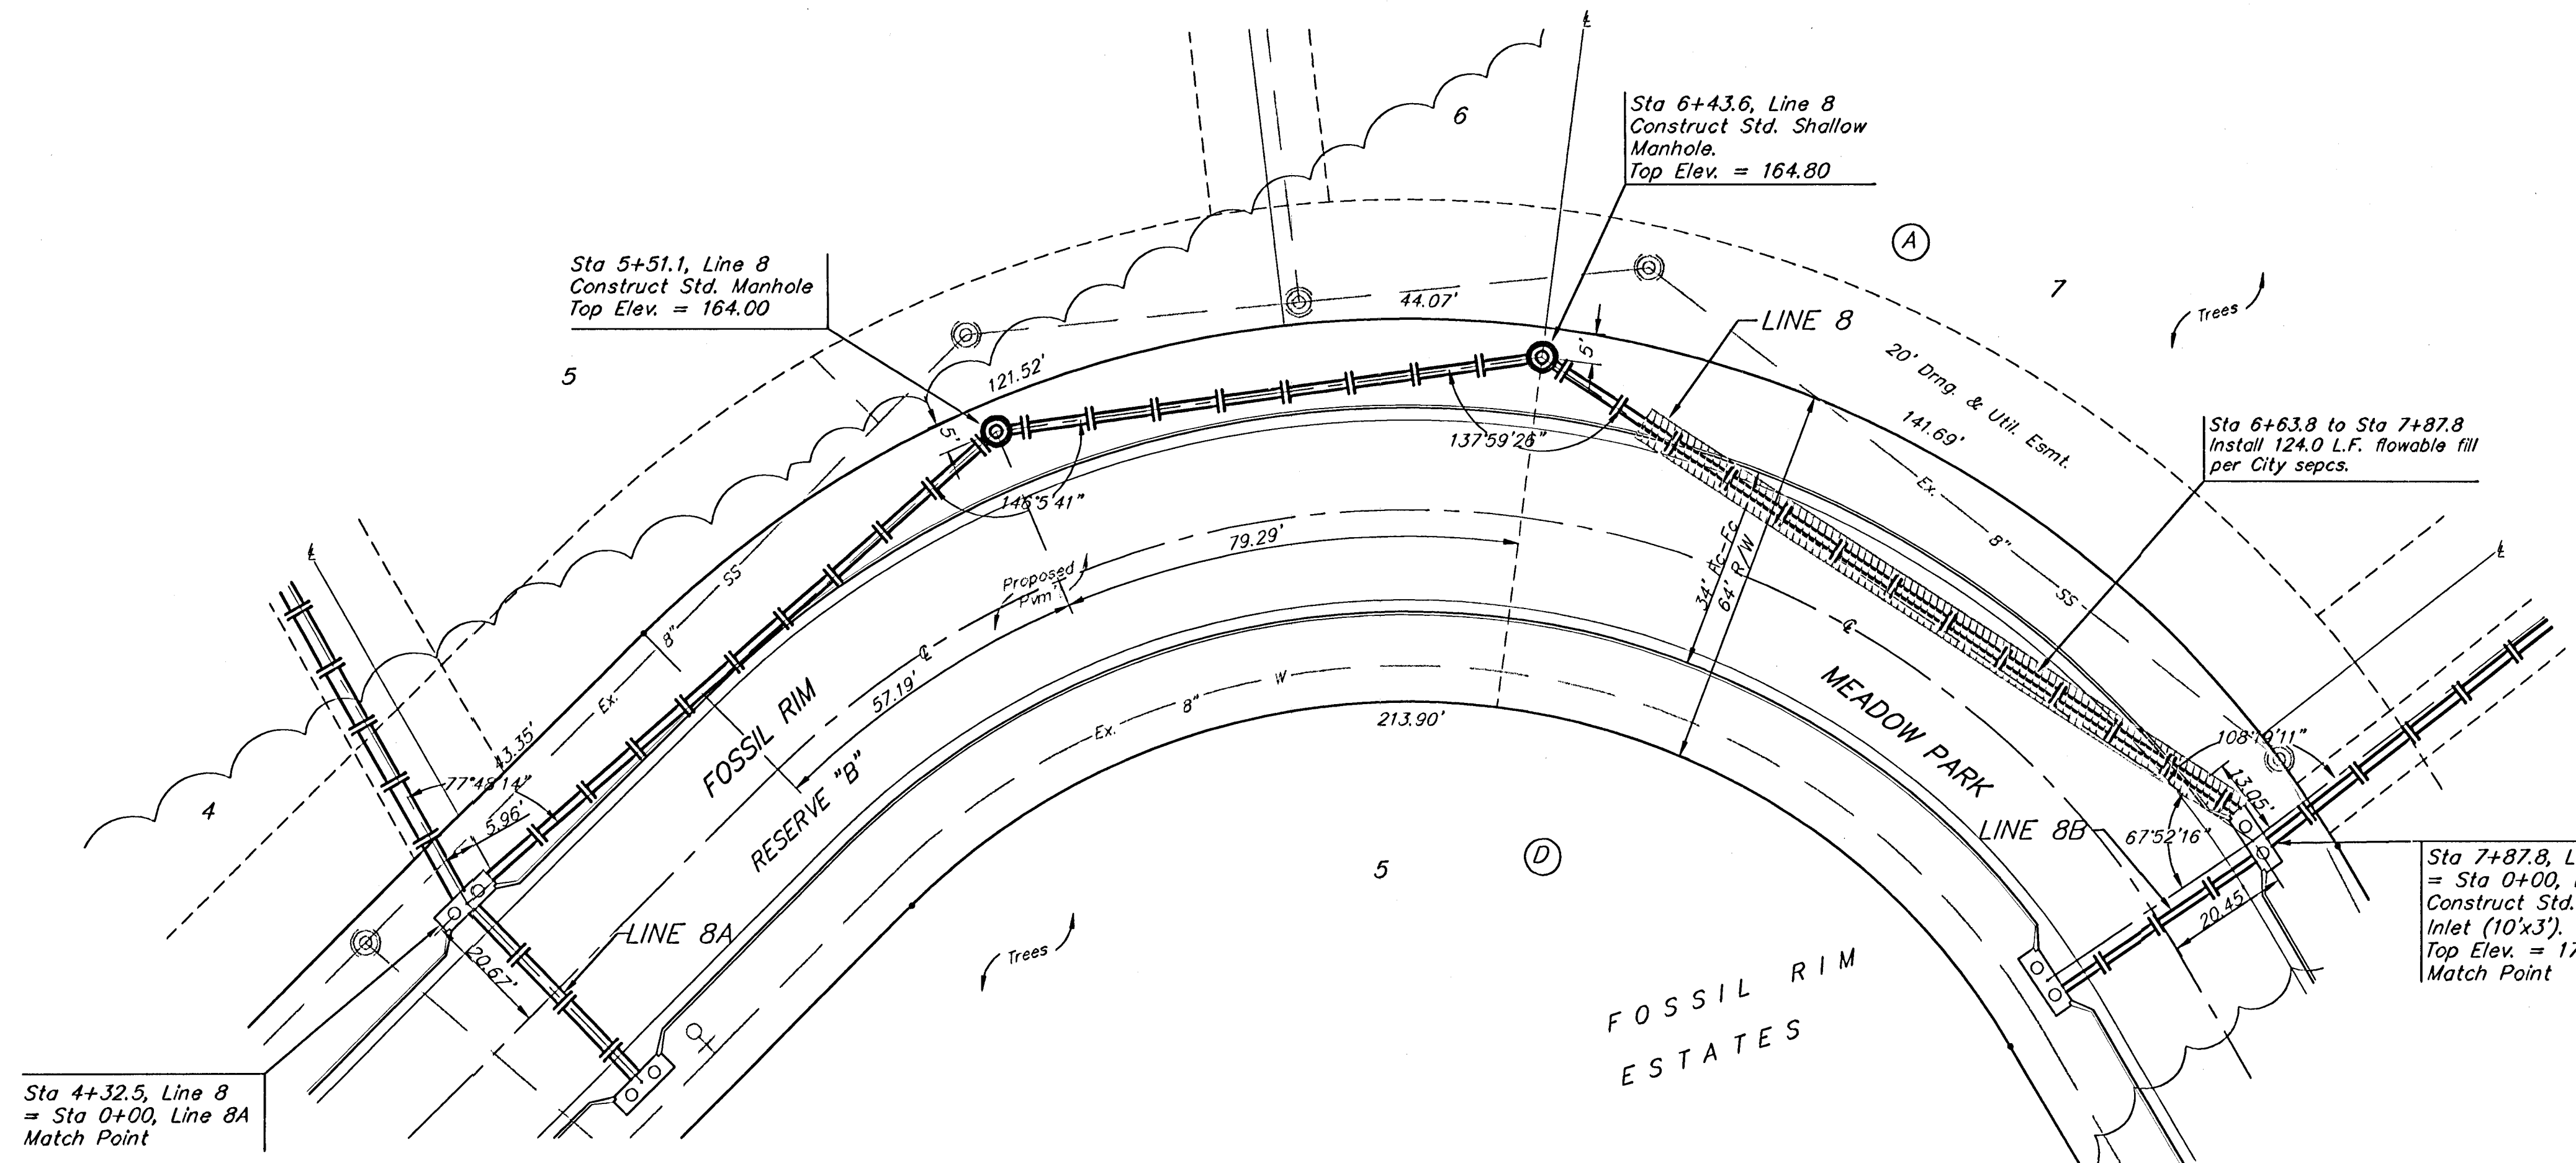 6
Sta 6+43.6, Line 8
Construct Std. Shallow
Manhole.
Top Elev. = 164.80
A
7
Trees
Sta 5+51.1, Line 8
Construct Std. Manhole
Top Elev. = 164.00
5
44.07'
LINE 8
5'
121.52'
20' Drng. & Util. Esmt.
141.69'
Ex. 8" SS
Sta 6+63.8 to Sta 7+87.8
Install 124.0 L.F. flowable fill
per City sepcs.
5'
137°59'26"
146°5'41"
79.29'
34' Fc-Fc
64' R/W
Proposed
Pvm't
Ex. 8" SS
57.19'
FOSSIL RIM
RESERVE "B"
Ex. 8" W
213.90'
MEADOW PARK
43.35'
77°48'14"
5.96'
4
108°19'11"
13.05'
LINE 8B
67°52'16"
20.45'
5
D
Sta 7+87.8, L
= Sta 0+00,
Construct Std.
Inlet (10'x3').
Top Elev. = 17
Match Point
LINE 8A
20.67'
Trees
FOSSIL RIM
ESTATES
Sta 4+32.5, Line 8
= Sta 0+00, Line 8A
Match Point